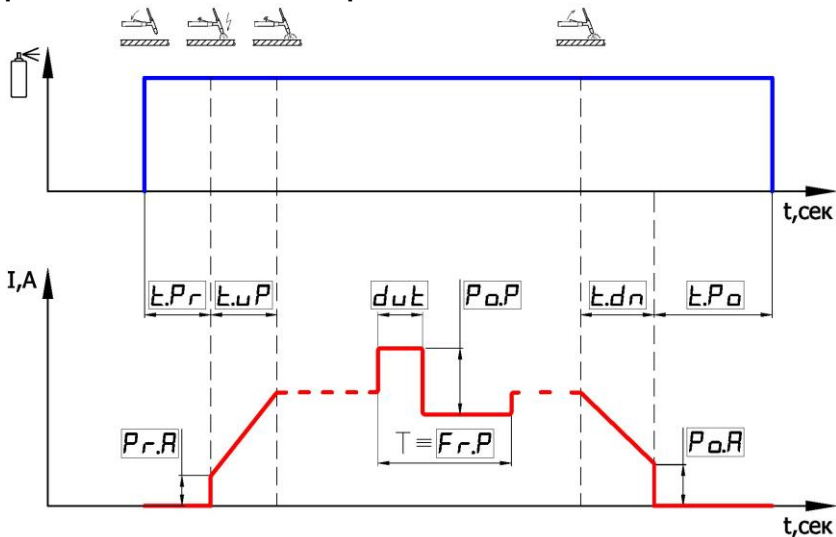 t,сек
I,A
t.Pr t.uP dut Po.P t.dn t.Po
Pr.A T ≡ Fr.P Po.A
t,сек